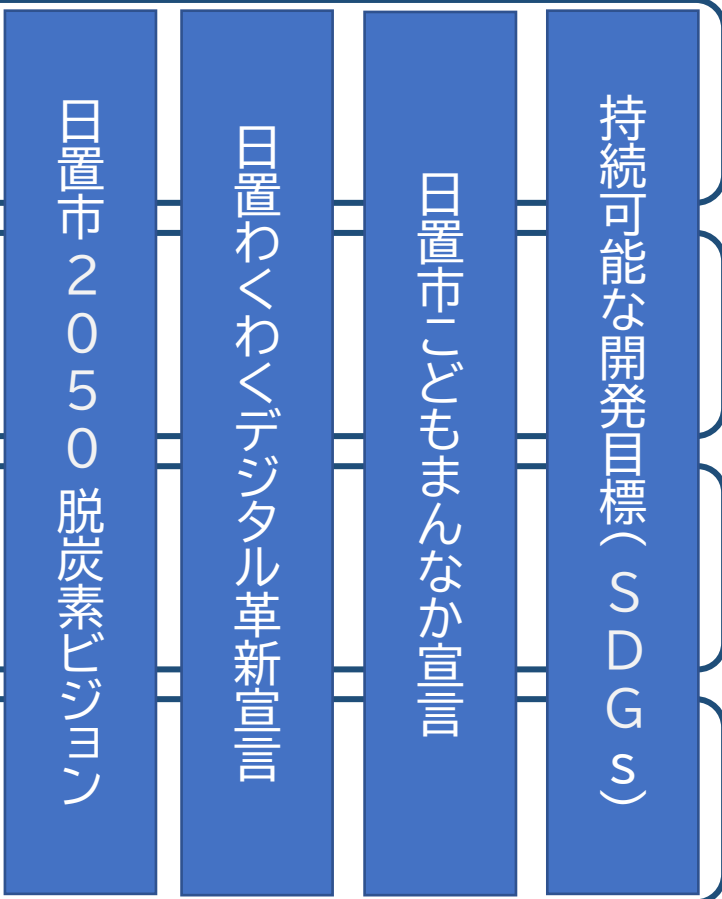 持続可能な開発目標（ＳＤＧｓ）
日置市こどもまんなか宣言
日置わくわくデジタル革新宣言
日置市２０５０脱炭素ビジョン